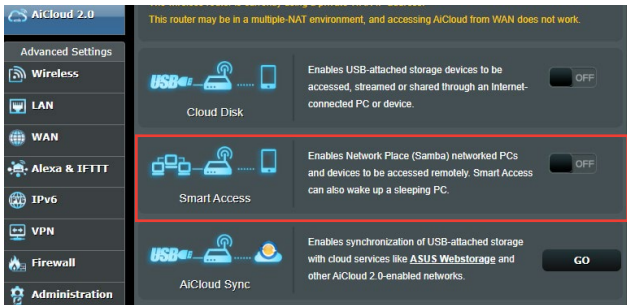 AiCloud 2.0
This router may be in a multiple-NAT environment, and accessing AiCloud from WAN does not work.
Advanced Settings
Wireless
LAN
WAN
Alexa & IFTTT
IPv6
VPN
Firewall
Administration
USB
Cloud Disk
Enables USB-attached storage devices to be
accessed, streamed or shared through an Internet-
connected PC or device.
OFF
Smart Access
Enables Network Place (Samba) networked PCs
and devices to be accessed remotely. Smart Access
can also wake up a sleeping PC.
OFF
USB
AiCloud Sync
Enables synchronization of USB-attached storage
with cloud services like ASUS Webstorage and
other AiCloud 2.0-enabled networks.
GO